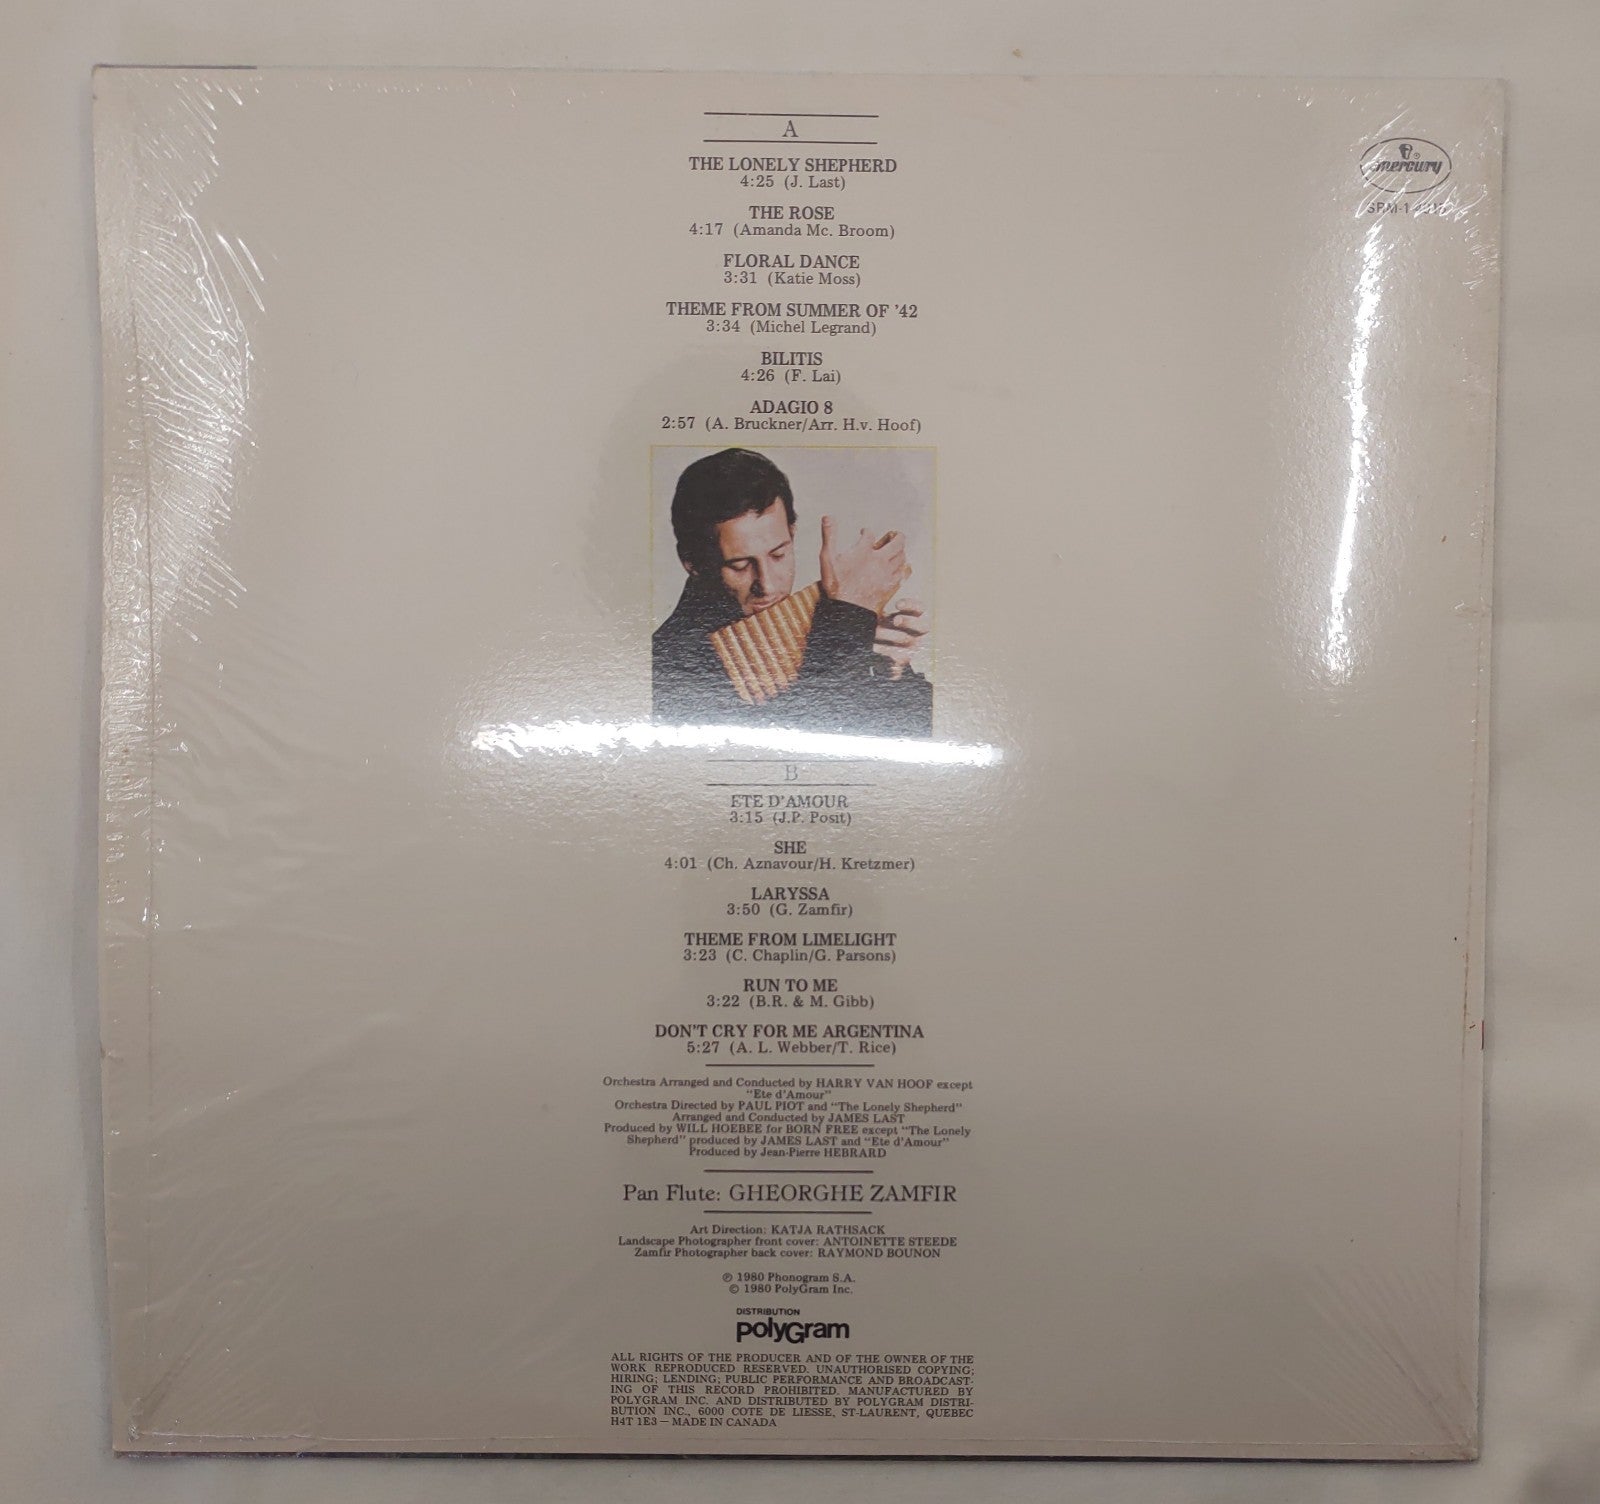 A
THE LONELY SHEPHERD
4:25 (J. Last)
THE ROSE
4:17 (Amanda Mc. Broom)
FLORAL DANCE
3:31 (Katie Moss)
THEME FROM SUMMER OF '42
3:34 (Michel Legrand)
BILITIS
4:26 (F. Lai)
ADAGIO 8
2:57 (A. Bruckner/Arr. H.v. Hoof)
mercury
®
B
ETE D'AMOUR
3:15 (J.P. Posit)
SHE
4:01 (Ch. Aznavour/H. Kretzmer)
LARYSSA
3:50 (G. Zamfir)
THEME FROM LIMELIGHT
3:23 (C. Chaplin/G. Parsons)
RUN TO ME
3:22 (B.R. & M. Gibb)
DON'T CRY FOR ME ARGENTINA
5:27 (A. L. Webber/T. Rice)
Orchestra Arranged and Conducted by HARRY VAN HOOF except
"Ete d'Amour"
Orchestra Directed by PAUL PIOT and "The Lonely Shepherd"
Arranged and Conducted by JAMES LAST
Produced by WILL HOEBEE for BORN FREE except "The Lonely
Shepherd" produced by JAMES LAST and "Ete d'Amour"
Produced by Jean-Pierre HEBRARD
Pan Flute: GHEORGHE ZAMFIR
Art Direction: KATJA RATHSACK
Landscape Photographer front cover: ANTOINETTE STEEDE
Zamfir Photographer back cover: RAYMOND BOUNON
℗ 1980 Phonogram S.A.
© 1980 PolyGram Inc.
DISTRIBUTION
polyGram
ALL RIGHTS OF THE PRODUCER AND OF THE OWNER OF THE
WORK REPRODUCED RESERVED. UNAUTHORISED COPYING;
HIRING; LENDING; PUBLIC PERFORMANCE AND BROADCAST-
ING OF THIS RECORD PROHIBITED. MANUFACTURED BY
POLYGRAM INC. AND DISTRIBUTED BY POLYGRAM DISTRI-
BUTION INC., 6000 COTE DE LIESSE, ST-LAURENT, QUEBEC
H4T 1E3 — MADE IN CANADA